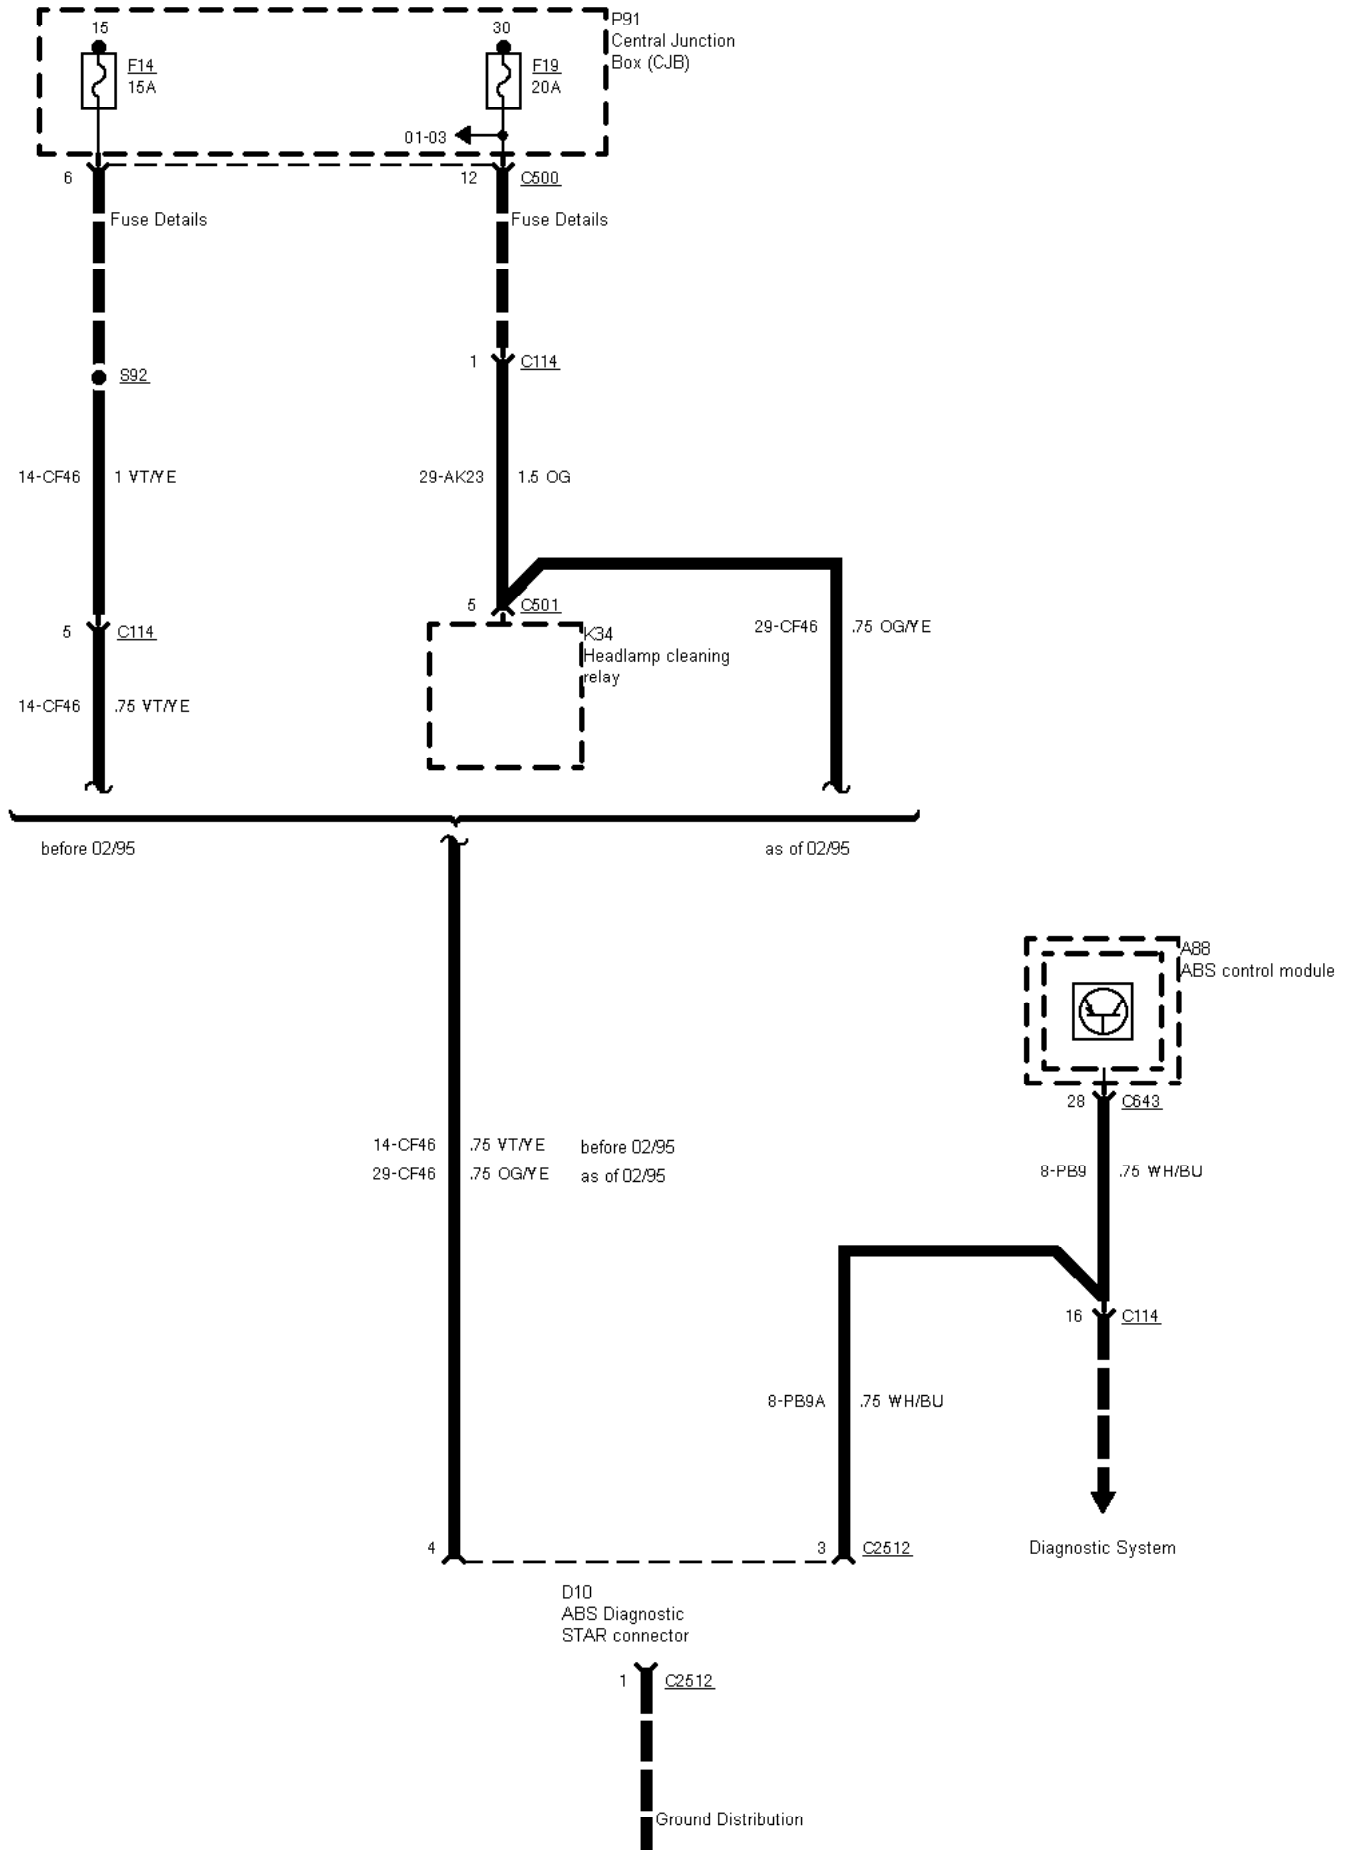 15
30
P91
Central Junction
Box (CJB)
F14
15A
F19
20A
01-03
6
12
C500
Fuse Details
Fuse Details
1
C114
S92
14-CF46
1 VT/YE
29-AK23
1.5 OG
5
C501
5
C114
K34
Headlamp cleaning
relay
29-CF46
.75 OG/YE
14-CF46
.75 VT/YE
before 02/95
as of 02/95
A88
ABS control module
28
C643
14-CF46
.75 VT/YE
before 02/95
29-CF46
.75 OG/YE
as of 02/95
8-PB9
.75 WH/BU
16
C114
8-PB9A
.75 WH/BU
4
3
C2512
Diagnostic System
D10
ABS Diagnostic
STAR connector
1
C2512
Ground Distribution